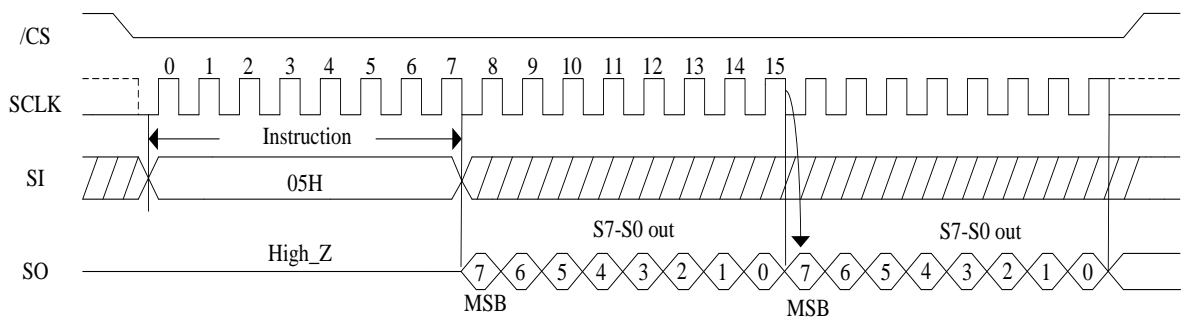 /CS
0 1 2 3 4 5 6 7 8 9 10 11 12 13 14 15
SCLK
Instruction
SI
05H
S7-S0 out
S7-S0 out
High_Z
SO
7 6 5 4 3 2 1 0 7 6 5 4 3 2 1 0
MSB
MSB